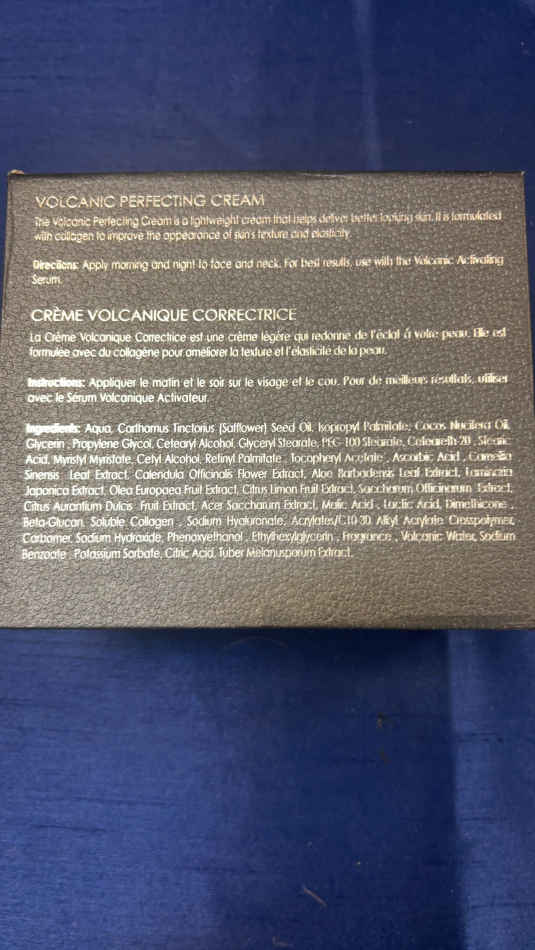 VOLCANIC PERFECTING CREAM
The Volcanic Perfecting Cream is a lightweight cream that helps deliver better looking skin. It is formulated
with collagen to improve the appearance of skin's texture and elasticity.
Directions: Apply morning and night to face and neck. For best results, use with the Volcanic Activating
Serum.
CRÈME VOLCANIQUE CORRECTRICE
La Crème Volcanique Correctrice est une crème légère qui redonne de l'éclat à votre peau. Elle est
formulée avec du collagène pour améliorer la texture et l'elasticité de la peau.
Instructions: Appliquer le matin et le soir sur le visage et le cou. Pour de meilleurs résultats, utiliser
avec le Sérum Volcanique Activateur.
Ingredients: Aqua, Carthamus Tinctorius (Safflower) Seed Oil, Isopropyl Palmitate, Cocos Nucifera Oil,
Glycerin , Propylene Glycol, Cetearyl Alcohol, Glyceryl Stearate, PEG-100 Stearate, Ceteareth-20 , Stearic
Acid, Myristyl Myristate, Cetyl Alcohol, Retinyl Palmitate , Tocopheryl Acetate , Ascorbic Acid , Camellia
Sinensis Leaf Extract, Calendula Officinalis Flower Extract, Aloe Barbadensis Leaf Extract, Laminaria
Japonica Extract, Olea Europaea Fruit Extract, Citrus Limon Fruit Extract, Saccharum Officinarum Extract,
Citrus Aurantium Dulcis Fruit Extract, Acer Saccharum Extract, Malic Acid , Lactic Acid, Dimethicone ,
Beta-Glucan, Soluble Collagen , Sodium Hyaluronate, Acrylates/C10-30 Alkyl Acrylate Crosspolymer,
Carbomer, Sodium Hydroxide, Phenoxyethanol , Ethylhexylglycerin , Fragrance , Volcanic Water, Sodium
Benzoate , Potassium Sorbate, Citric Acid, Tuber Melanosporum Extract.